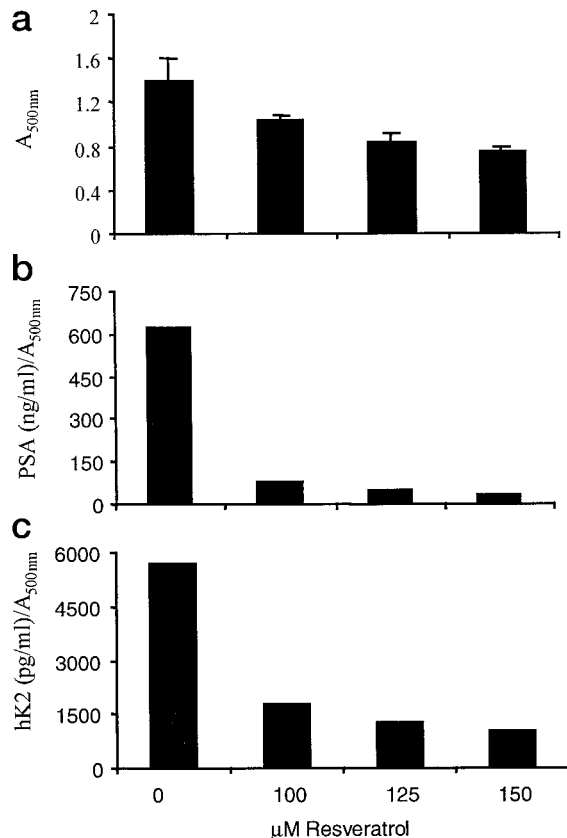 a
2
1.6
1.2
0.8
0.4
0
A500nm
b
750
600
450
300
150
0
PSA (ng/ml)/A500nm
c
6000
4500
3000
1500
0
hK2 (pg/ml)/A500nm
0 100 125 150
μM Resveratrol